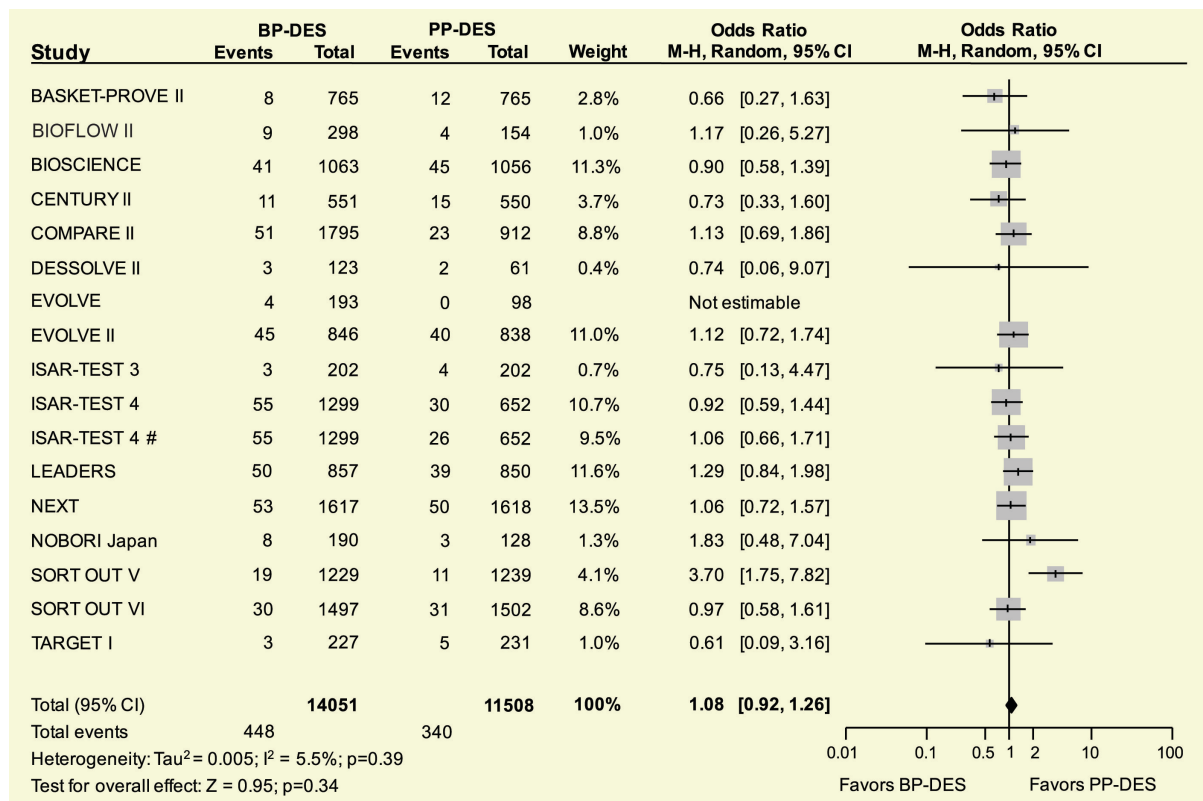 BP-DES PP-DES Odds Ratio Odds Ratio
Study Events Total Events Total Weight M-H, Random, 95% CI M-H, Random, 95% CI
BASKET-PROVE II 8 765 12 765 2.8% 0.66 [0.27, 1.63]
BIOFLOW II 9 298 4 154 1.0% 1.17 [0.26, 5.27]
BIOSCIENCE 41 1063 45 1056 11.3% 0.90 [0.58, 1.39]
CENTURY II 11 551 15 550 3.7% 0.73 [0.33, 1.60]
COMPARE II 51 1795 23 912 8.8% 1.13 [0.69, 1.86]
DESSOLVE II 3 123 2 61 0.4% 0.74 [0.06, 9.07]
EVOLVE 4 193 0 98 Not estimable
EVOLVE II 45 846 40 838 11.0% 1.12 [0.72, 1.74]
ISAR-TEST 3 3 202 4 202 0.7% 0.75 [0.13, 4.47]
ISAR-TEST 4 55 1299 30 652 10.7% 0.92 [0.59, 1.44]
ISAR-TEST 4 # 55 1299 26 652 9.5% 1.06 [0.66, 1.71]
LEADERS 50 857 39 850 11.6% 1.29 [0.84, 1.98]
NEXT 53 1617 50 1618 13.5% 1.06 [0.72, 1.57]
NOBORI Japan 8 190 3 128 1.3% 1.83 [0.48, 7.04]
SORT OUT V 19 1229 11 1239 4.1% 3.70 [1.75, 7.82]
SORT OUT VI 30 1497 31 1502 8.6% 0.97 [0.58, 1.61]
TARGET I 3 227 5 231 1.0% 0.61 [0.09, 3.16]
Total (95% CI) 14051 11508 100% 1.08 [0.92, 1.26]
Total events 448 340
Heterogeneity: Tau² = 0.005; I² = 5.5%; p=0.39
Test for overall effect: Z = 0.95; p=0.34
0.01 0.1 0.5 1 2 10 100
Favors BP-DES Favors PP-DES